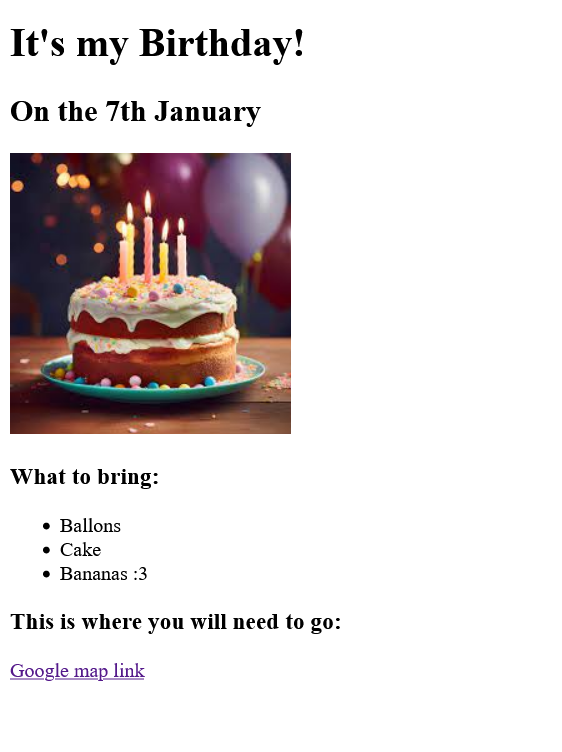 It's my Birthday!
On the 7th January
What to bring:
Ballons
Cake
Bananas :3
This is where you will need to go:
Google map link